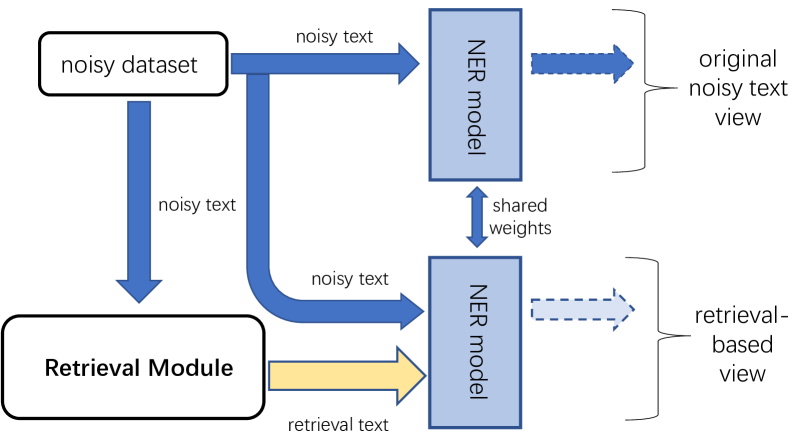 noisy text
noisy dataset
NER model
original
noisy text
view
noisy text
shared
weights
noisy text
NER model
retrieval-
based
view
Retrieval Module
retrieval text